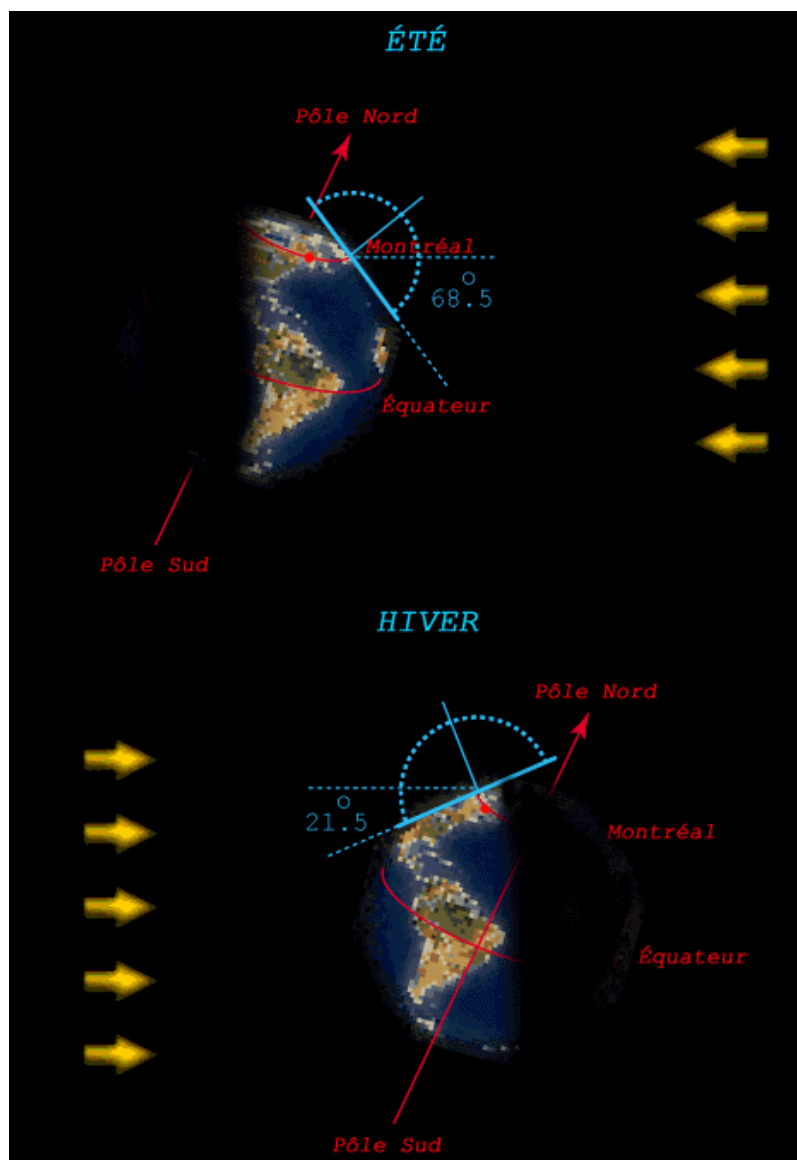 ÉTÉ
Pôle Nord
Montréal
68.5°
Équateur
Pôle Sud
HIVER
Pôle Nord
21.5°
Montréal
Équateur
Pôle Sud